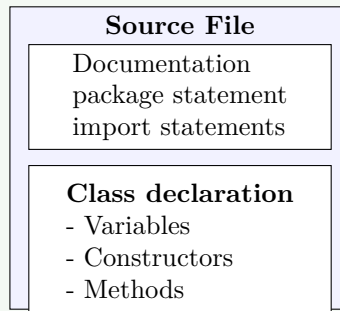 Source File
Documentation
package statement
import statements
Class declaration
- Variables
- Constructors
- Methods